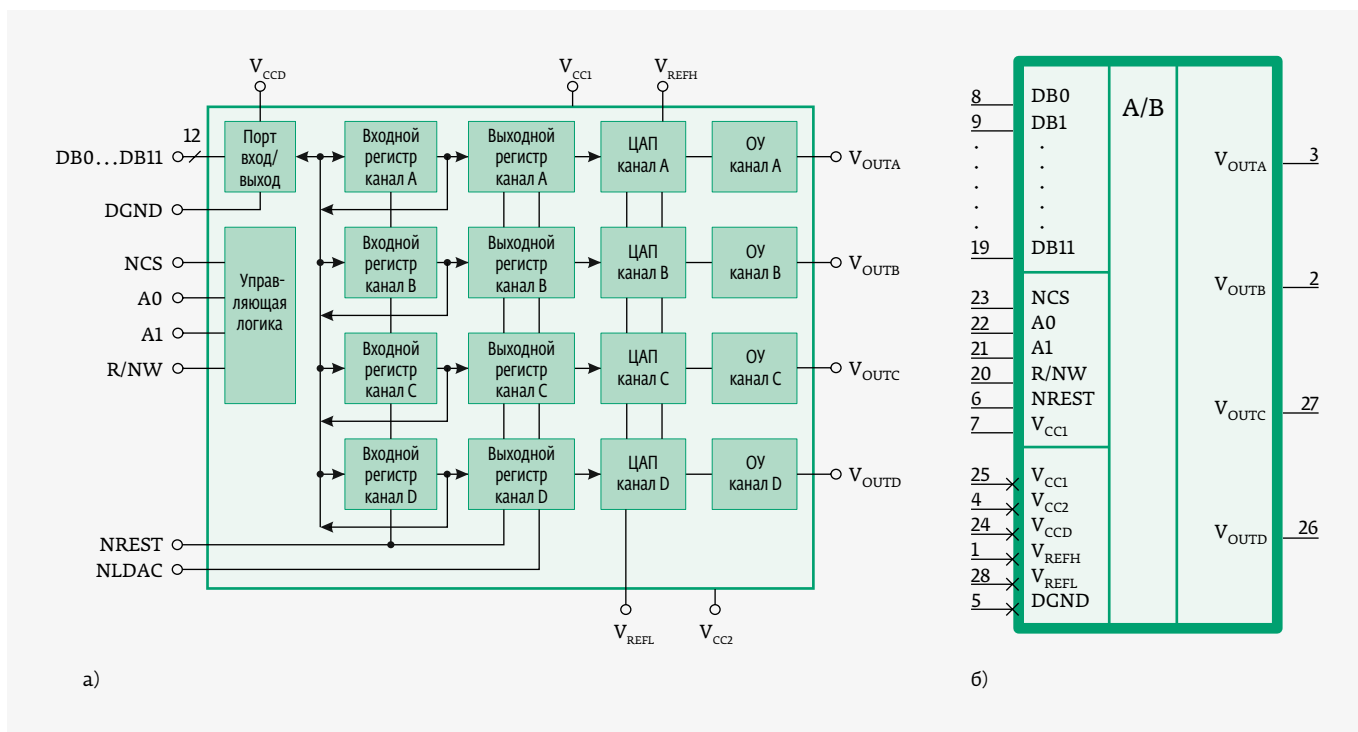 V_CCD
V_CC1
V_REFH
DB0...DB11
12
Порт
вход/
выход
Входной
регистр
канал A
Выходной
регистр
канал A
ЦАП
канал A
ОУ
канал A
V_OUTA
DGND
NCS
A0
A1
R/NW
Управ-
ляющая
логика
Входной
регистр
канал B
Выходной
регистр
канал B
ЦАП
канал B
ОУ
канал B
V_OUTB
Входной
регистр
канал C
Выходной
регистр
канал C
ЦАП
канал C
ОУ
канал C
V_OUTC
Входной
регистр
канал D
Выходной
регистр
канал D
ЦАП
канал D
ОУ
канал D
V_OUTD
NREST
NLDAC
V_REFL
V_CC2
а)
8 DB0
9 DB1
. .
. .
. .
. .
19 DB11
23 NCS
22 A0
21 A1
20 R/NW
6 NREST
7 V_CC1
25 V_CC1
4 V_CC2
24 V_CCD
1 V_REFH
28 V_REFL
5 DGND
A/B
V_OUTA 3
V_OUTB 2
V_OUTC 27
V_OUTD 26
б)